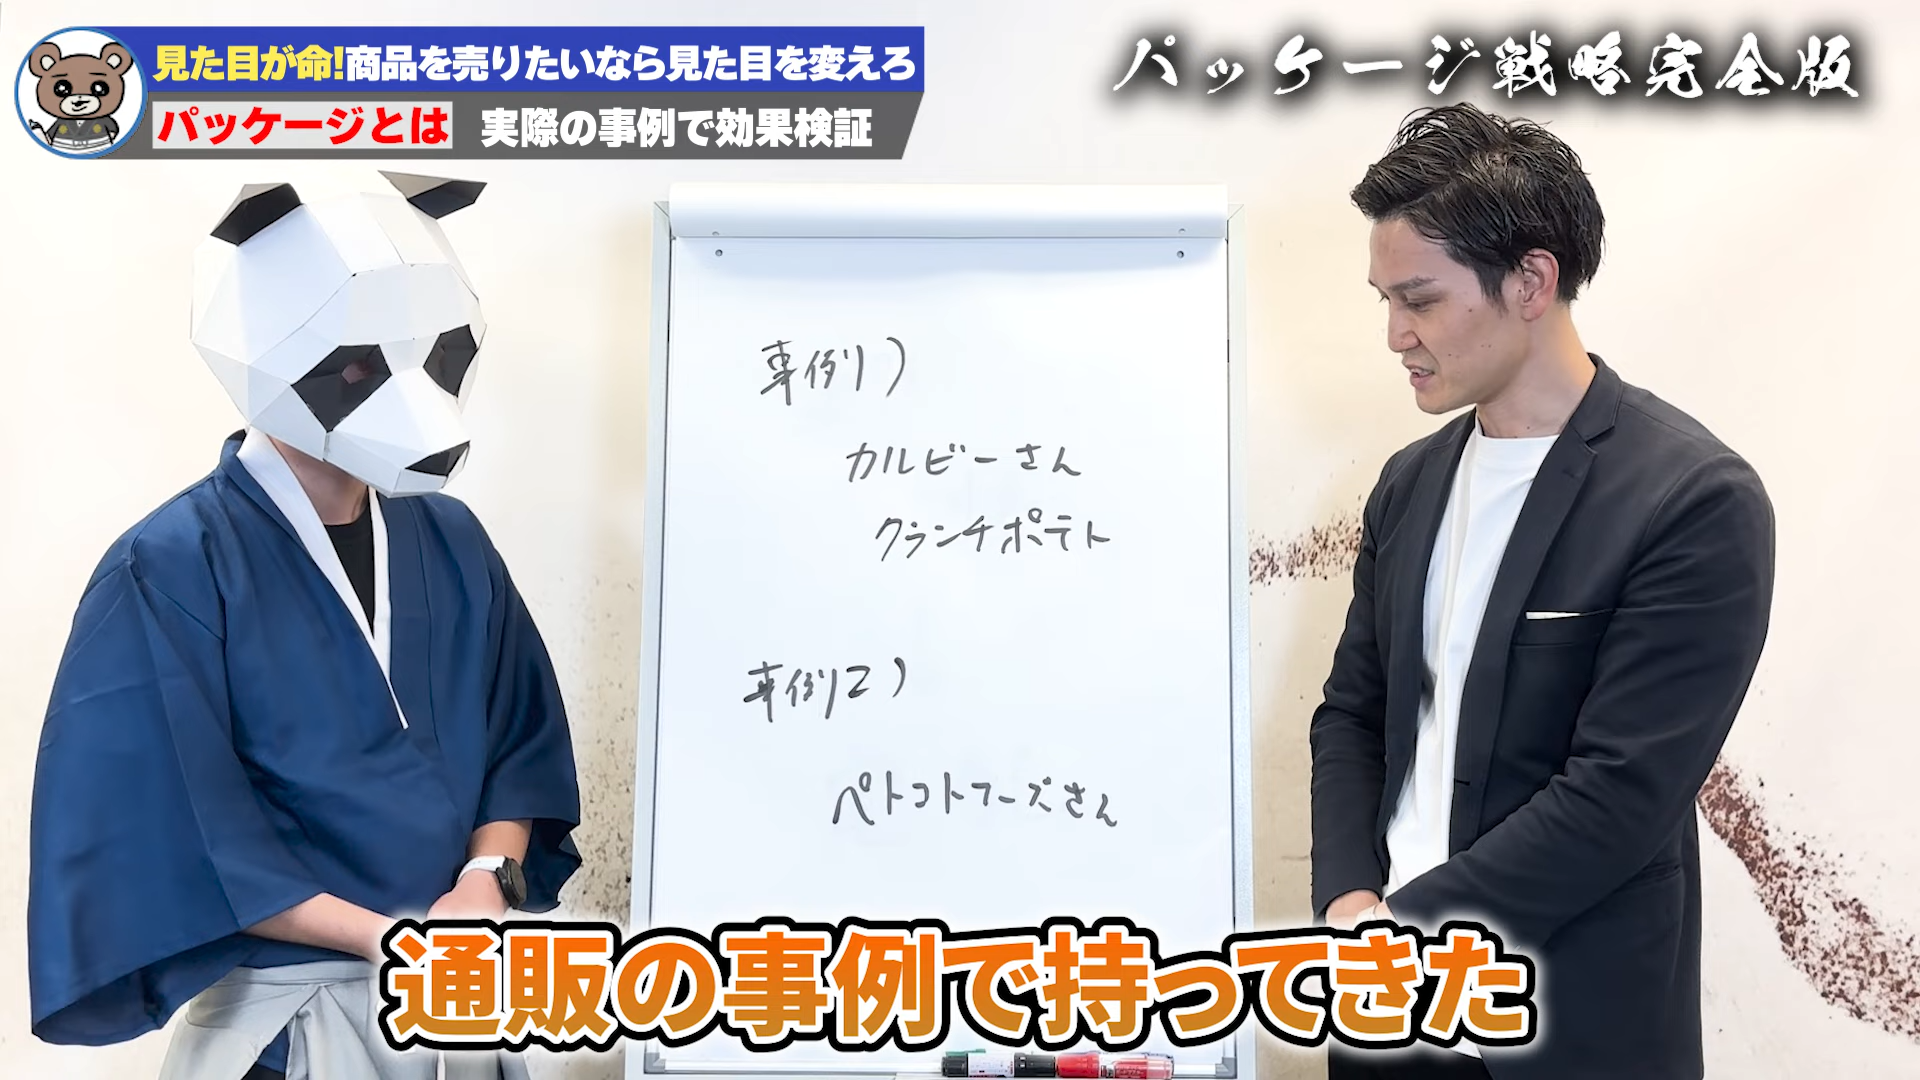 見た目が命!商品を売りたいなら見た目を変えろ
パッケージとは 実際の事例で効果検証
パッケージ戦略完全版
事例1)
カルビーさん
クランチポテト
事例2)
ペトコトフーズさん
通販の事例で持ってきた